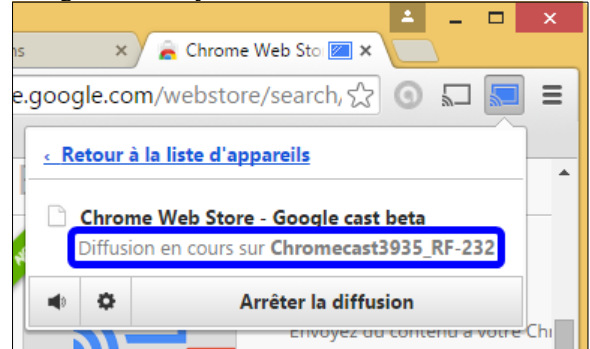 ns
Chrome Web Sto
e.google.com/webstore/search,
‹ Retour à la liste d'appareils
Chrome Web Store - Google cast beta
Diffusion en cours sur Chromecast3935_RF-232
Arrêter la diffusion
Envoyez du contenu à votre Chr